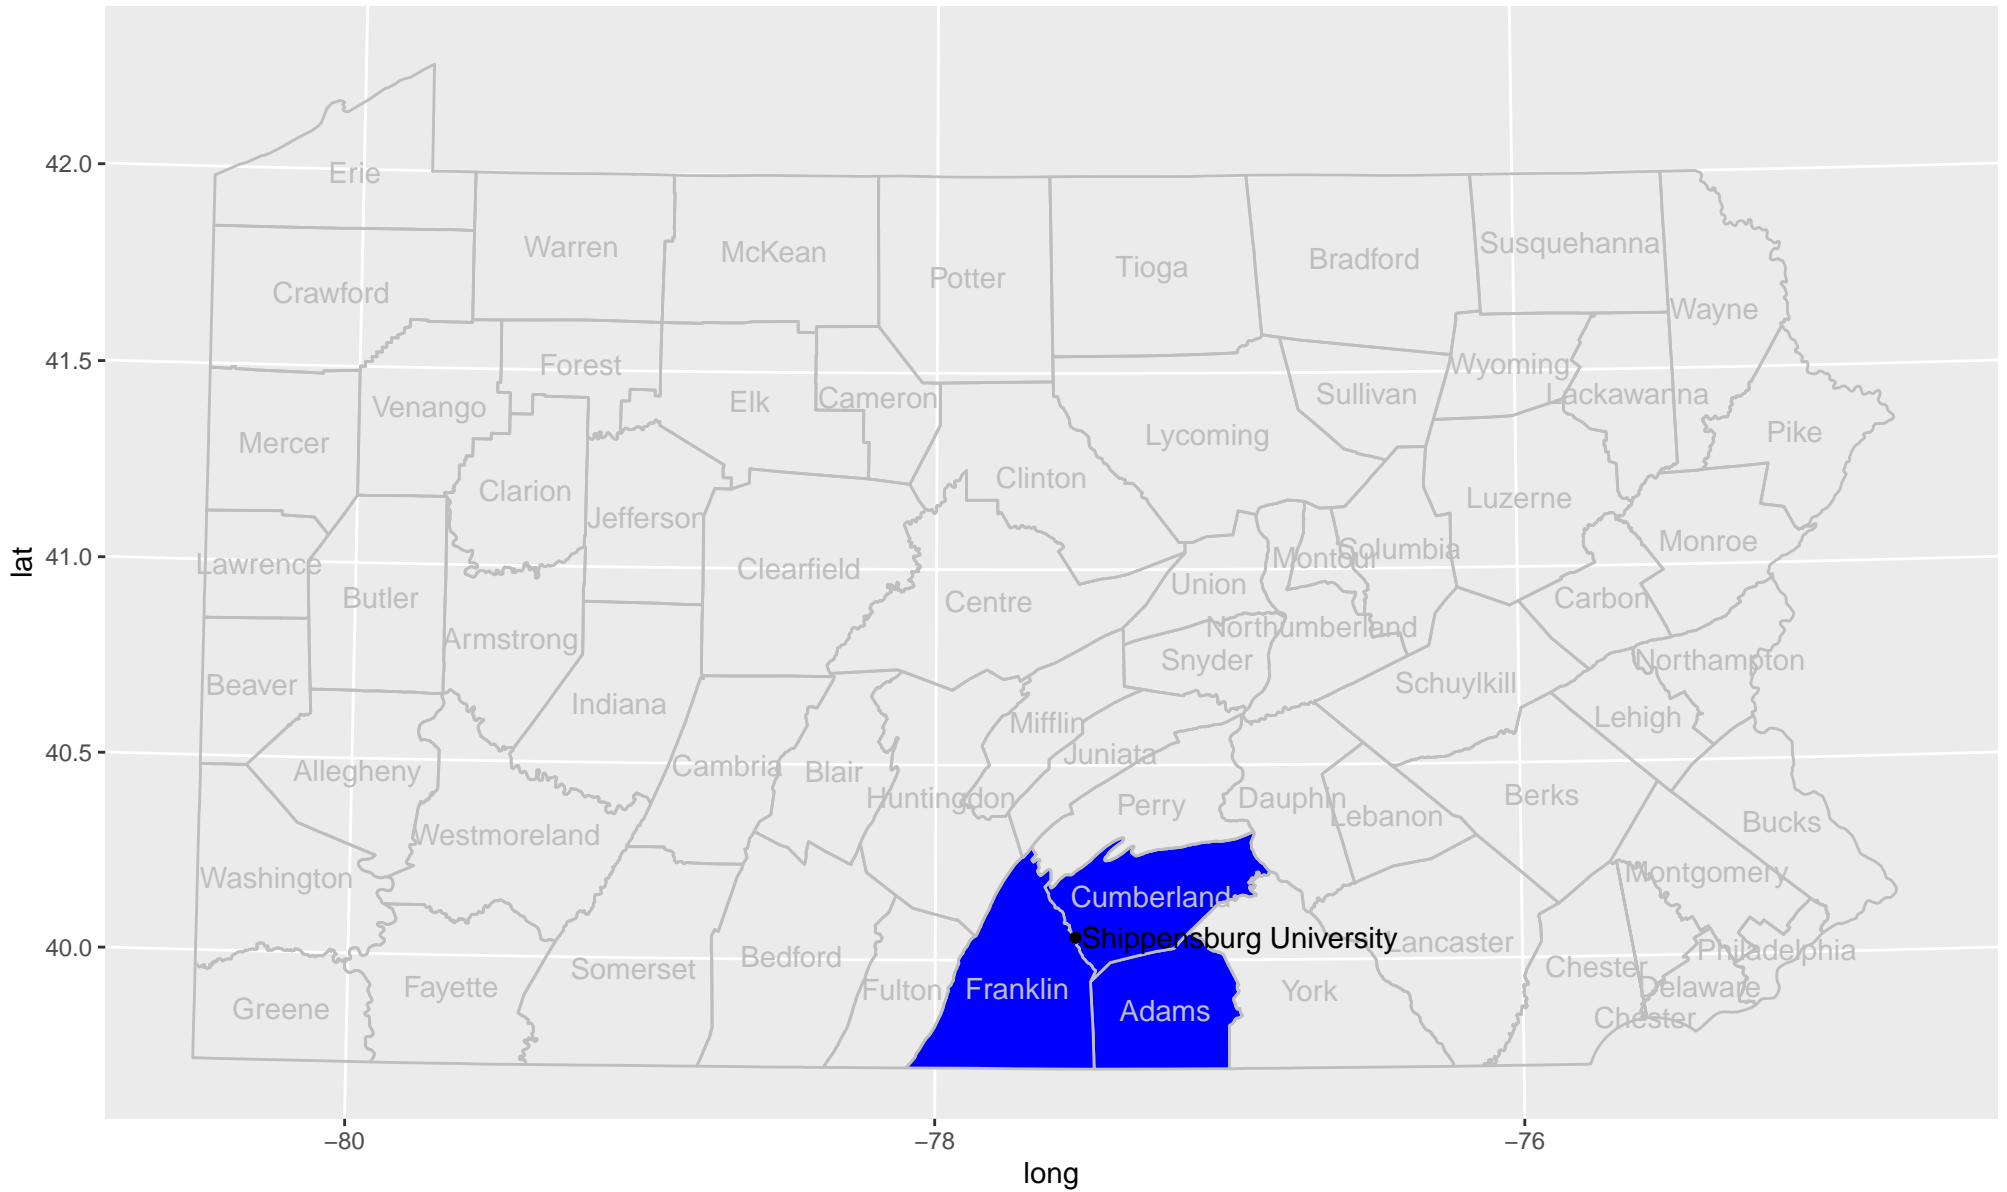 42.0
41.5
41.0
40.5
40.0
lat
Erie
Warren
McKean
Potter
Tioga
Bradford
Susquehanna
Wayne
Crawford
Forest
Elk
Cameron
Sullivan
Wyoming
Lackawanna
Pike
Venango
Mercer
Lycoming
Clinton
Clarion
Jefferson
Luzerne
Monroe
Lawrence
Clearfield
Union
Montour
Columbia
Butler
Centre
Carbon
Armstrong
Northumberland
Snyder
Northampton
Beaver
Schuylkill
Indiana
Mifflin
Lehigh
Juniata
Allegheny
Cambria
Blair
Huntingdon
Perry
Dauphin
Lebanon
Berks
Bucks
Westmoreland
Washington
Montgomery
Cumberland
Shippensburg University
Lancaster
Philadelphia
Bedford
Somerset
Chester
Fayette
Fulton
Franklin
York
Delaware
Greene
Adams
Chester
−80
−78
−76
long